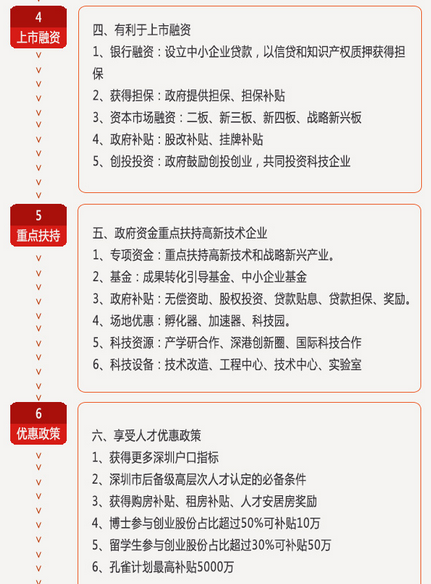 4
上市融资
四、有利于上市融资
1、银行融资：设立中小企业贷款，以信贷和知识产权质押获得担
保
2、获得担保：政府提供担保、担保补贴
3、资本市场融资：二板、新三板、新四板、战略新兴板
4、政府补贴：股改补贴、挂牌补贴
5、创投投资：政府鼓励创投创业，共同投资科技企业
5
重点扶持
五、政府资金重点扶持高新技术企业
1、专项资金：重点扶持高新技术和战略新兴产业。
2、基金：成果转化引导基金、中小企业基金
3、政府补贴：无偿资助、股权投资、贷款贴息、贷款担保、奖励。
4、场地优惠：孵化器、加速器、科技园。
5、科技资源：产学研合作、深港创新圈、国际科技合作
6、科技设备：技术改造、工程中心、技术中心、实验室
6
优惠政策
六、享受人才优惠政策
1、获得更多深圳户口指标
2、深圳市后备级高层次人才认定的必备条件
3、获得购房补贴、租房补贴、人才安居房奖励
4、博士参与创业股份占比超过50%可补贴10万
5、留学生参与创业股份占比超过30%可补贴50万
6、孔雀计划最高补贴5000万